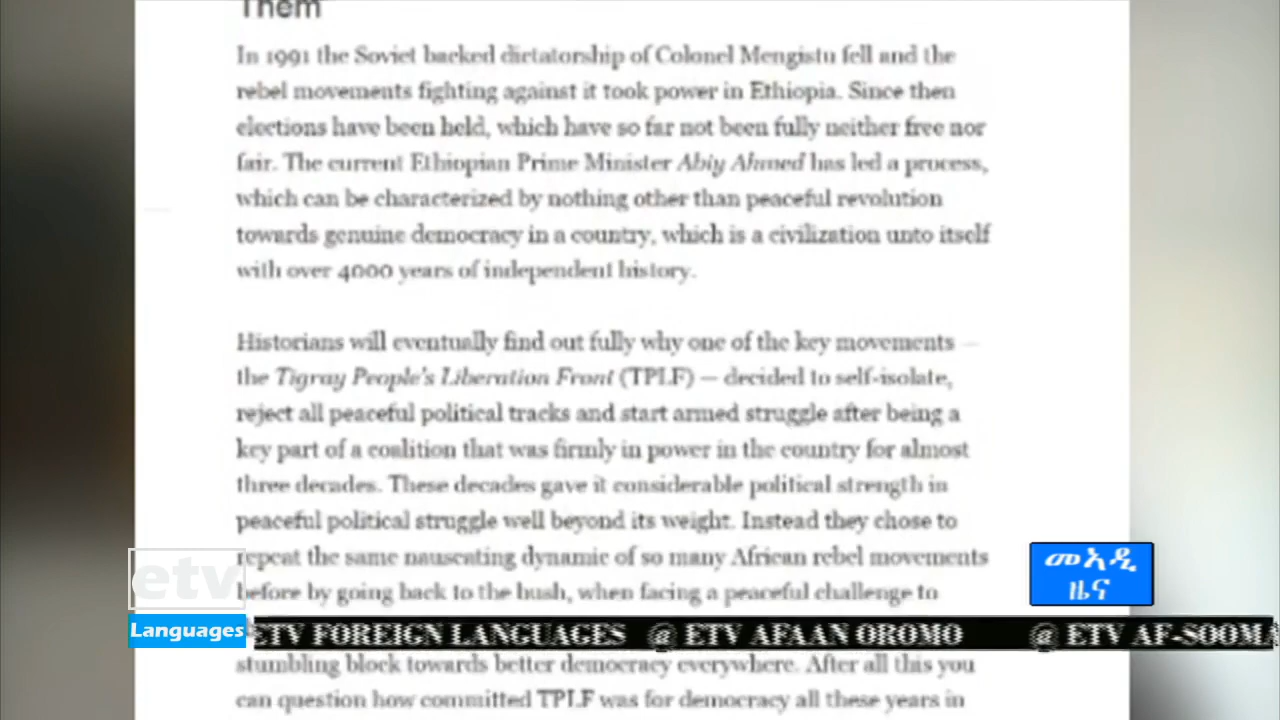 Them
In 1991 the Soviet backed dictatorship of Colonel Mengistu fell and the
rebel movements fighting against it took power in Ethiopia. Since then
elections have been held, which have so far not been fully neither free nor
fair. The current Ethiopian Prime Minister Abiy Ahmed has led a process,
which can be characterized by nothing other than peaceful revolution
towards genuine democracy in a country, which is a civilization unto itself
with over 4000 years of independent history.
Historians will eventually find out fully why one of the key movements —
the Tigray People's Liberation Front (TPLF) — decided to self-isolate,
reject all peaceful political tracks and start armed struggle after being a
key part of a coalition that was firmly in power in the country for almost
three decades. These decades gave it considerable political strength in
peaceful political struggle well beyond its weight. Instead they chose to
repeat the same nauseating dynamic of so many African rebel movements
before by going back to the bush, when facing a peaceful challenge to
stumbling block towards better democracy everywhere. After all this you
can question how committed TPLF was for democracy all these years in
etv
Languages
መአዲ
ዜና
ETV FOREIGN LANGUAGES @ ETV AFAAN OROMO @ ETV AF-SOOMA